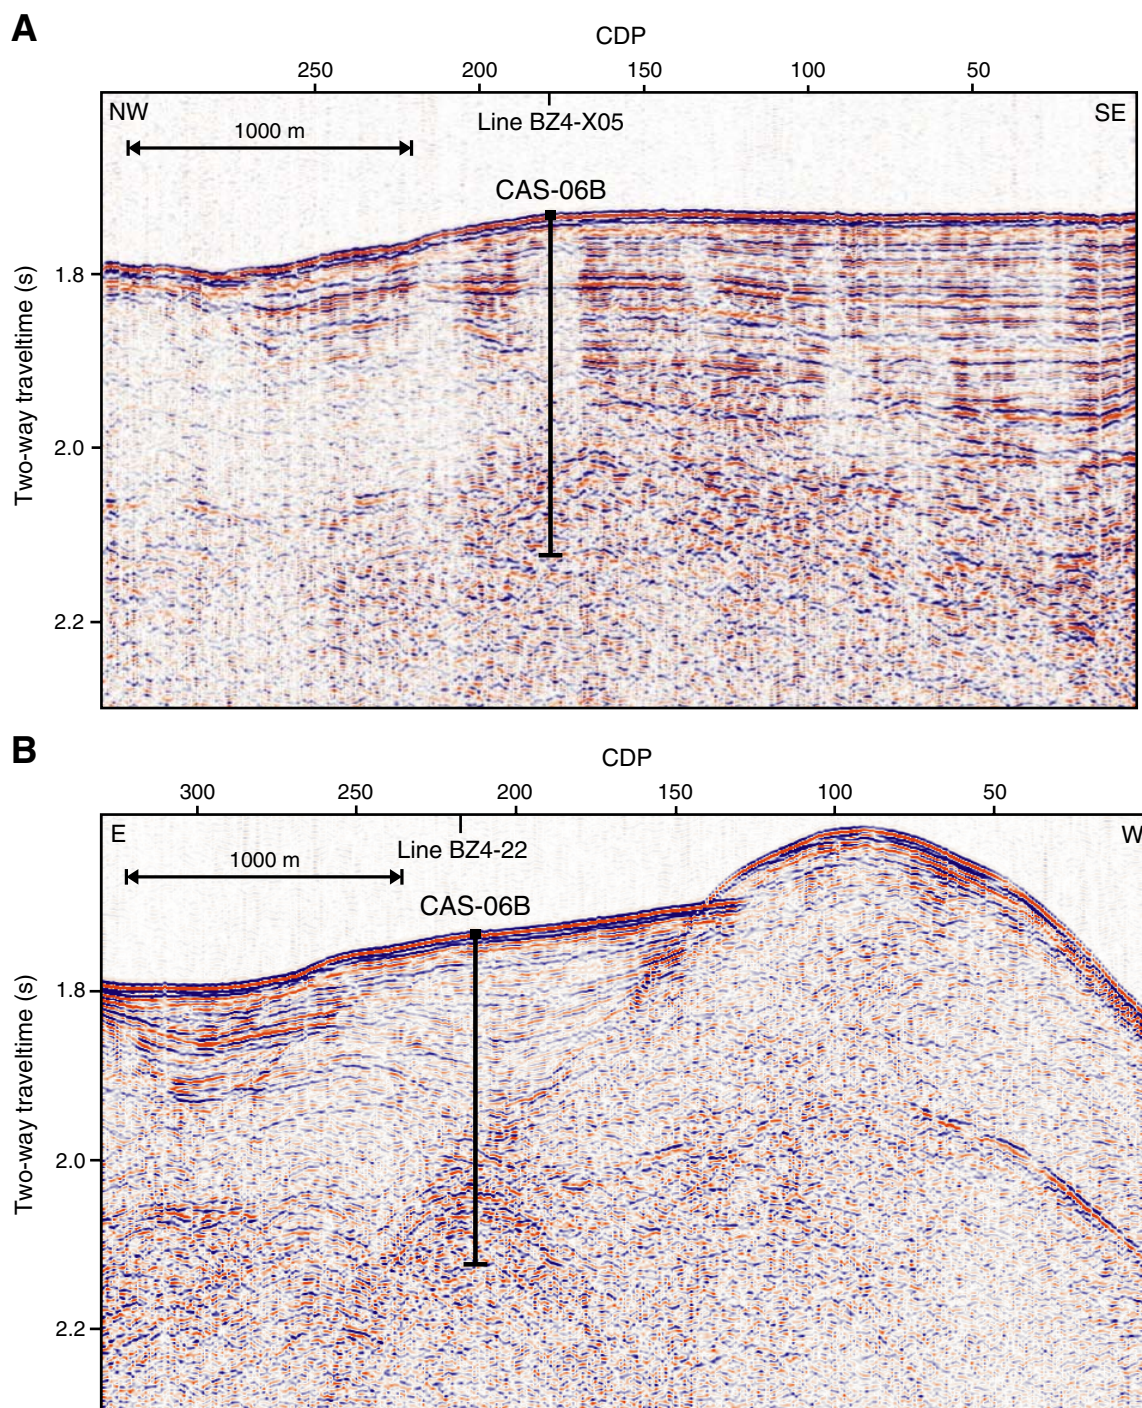 A
CDP
250 200 150 100 50
NW
SE
1000 m
Line BZ4-X05
CAS-06B
1.8
2.0
2.2
Two-way traveltime (s)
B
CDP
300 250 200 150 100 50
E
W
Line BZ4-22
1000 m
CAS-06B
1.8
2.0
2.2
Two-way traveltime (s)